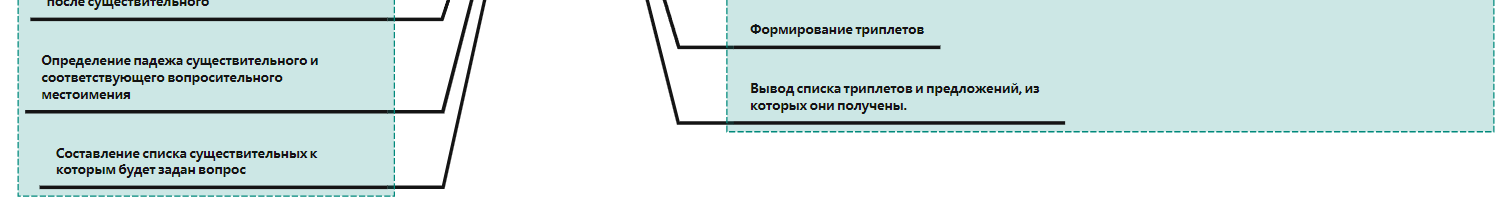 после существительного
Определение падежа существительного и
соответствующего вопросительного
местоимения
Составление списка существительных к
которым будет задан вопрос
Формирование триплетов
Вывод списка триплетов и предложений, из
которых они получены.